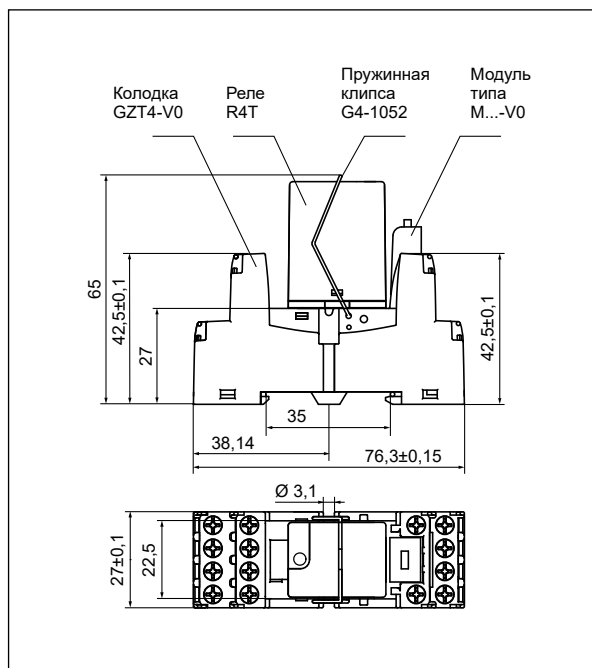 Колодка
GZT4-V0
Реле
R4T
Пружинная
клипса
G4-1052
Модуль
типа
M...-V0
65
42,5±0,1
27
42,5±0,1
35
38,14
76,3±0,15
Ø 3,1
27±0,1
22,5